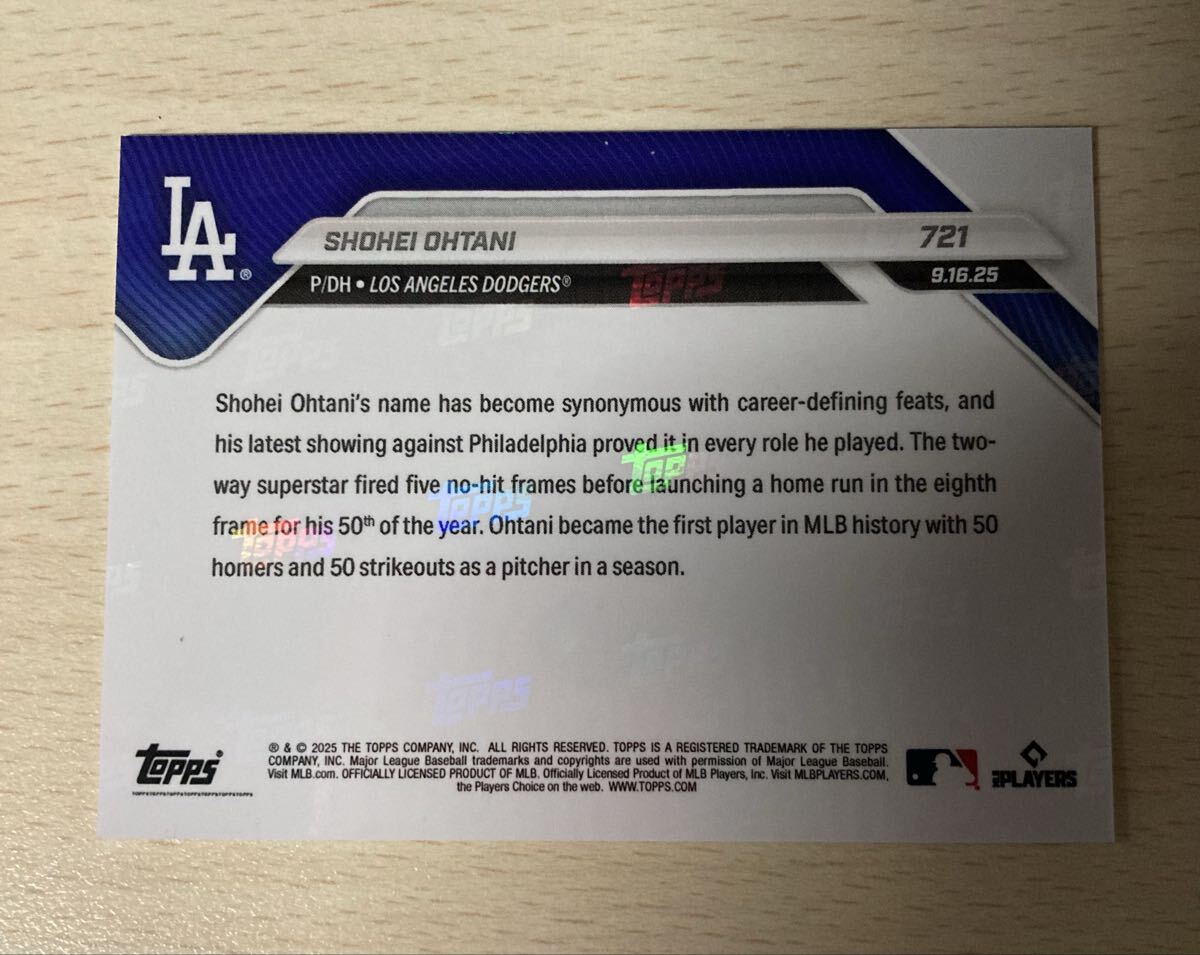 LA®
SHOHEI OHTANI
721
P/DH • LOS ANGELES DODGERS®
9.16.25
Shohei Ohtani's name has become synonymous with career-defining feats, and
his latest showing against Philadelphia proved it in every role he played. The two-
way superstar fired five no-hit frames before launching a home run in the eighth
frame for his 50th of the year. Ohtani became the first player in MLB history with 50
homers and 50 strikeouts as a pitcher in a season.
Topps
Topps
Topps
Topps
Topps
Topps
Topps®
® & © 2025 THE TOPPS COMPANY, INC. ALL RIGHTS RESERVED. TOPPS IS A REGISTERED TRADEMARK OF THE TOPPS
COMPANY, INC. Major League Baseball trademarks and copyrights are used with permission of Major League Baseball.
Visit MLB.com. OFFICIALLY LICENSED PRODUCT OF MLB. Officially Licensed Product of MLB Players, Inc. Visit MLBPLAYERS.COM,
the Players Choice on the web. WWW.TOPPS.COM
PLAYERS